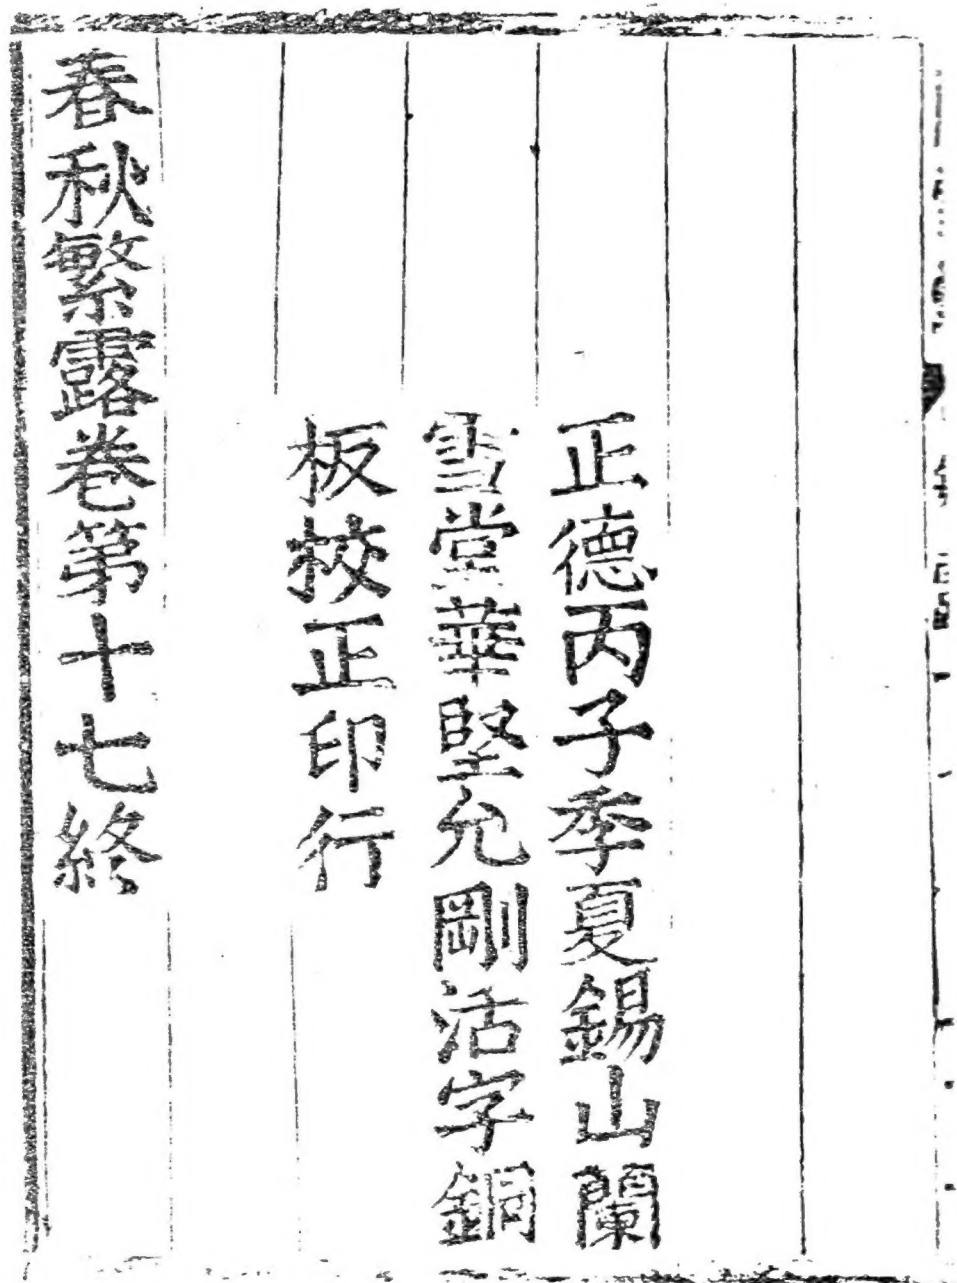 正德丙子季夏錫山蘭
雪堂華堅允剛活字銅
板校正印行
春秋繁露卷第十七終